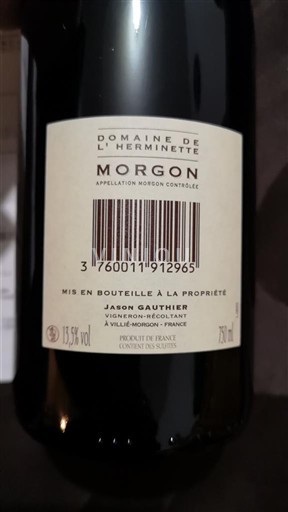 DOMAINE DE
L' HERMINETTE
MORGON
APPELLATION MORGON CONTRÔLÉE
3 760011 912965
MIS EN BOUTEILLE À LA PROPRIÉTÉ
JASON GAUTHIER
VIGNERON-RÉCOLTANT
À VILLIÉ-MORGON - FRANCE
13,5% vol
PRODUIT DE FRANCE
CONTIENT DES SULFITES
750 ml